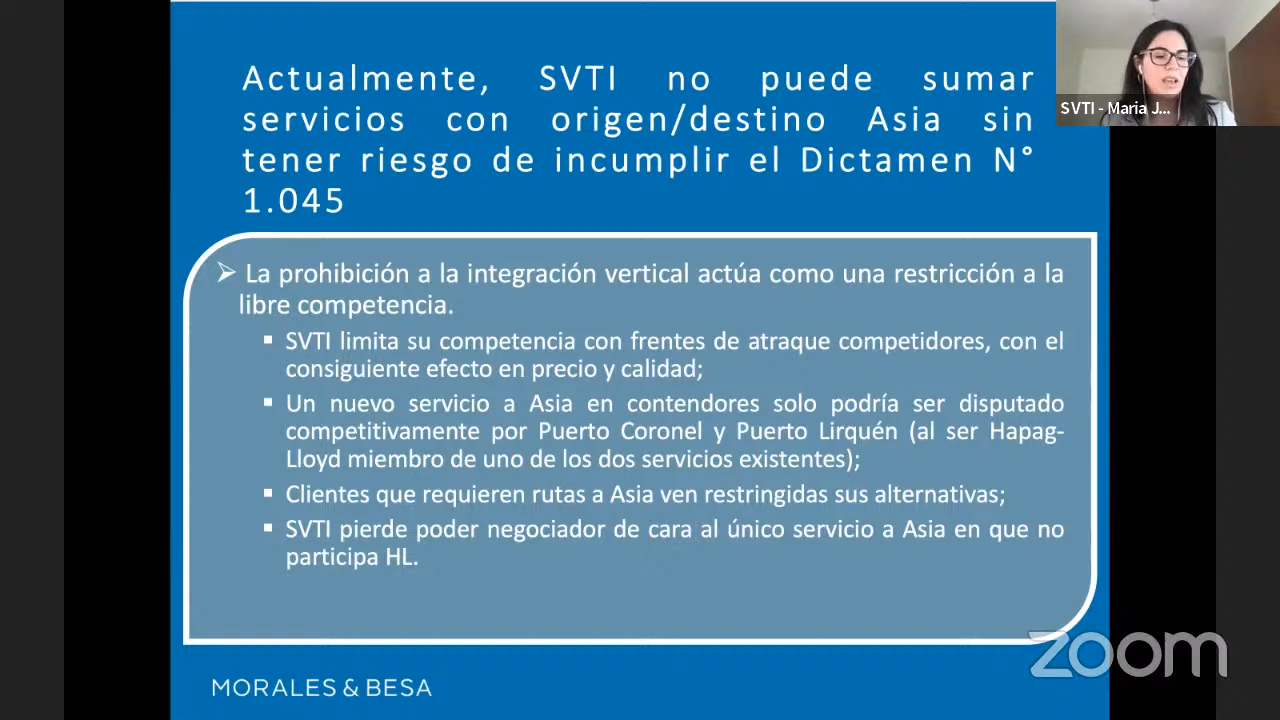 Actualmente, SVTI no puede sumar
servicios con origen/destino Asia sin
tener riesgo de incumplir el Dictamen N°
1.045
SVTI - Maria J...
➢ La prohibición a la integración vertical actúa como una restricción a la
libre competencia.
▪ SVTI limita su competencia con frentes de atraque competidores, con el
consiguiente efecto en precio y calidad;
▪ Un nuevo servicio a Asia en contendores solo podría ser disputado
competitivamente por Puerto Coronel y Puerto Lirquén (al ser Hapag-
Lloyd miembro de uno de los dos servicios existentes);
▪ Clientes que requieren rutas a Asia ven restringidas sus alternativas;
▪ SVTI pierde poder negociador de cara al único servicio a Asia en que no
participa HL.
zoom
MORALES & BESA